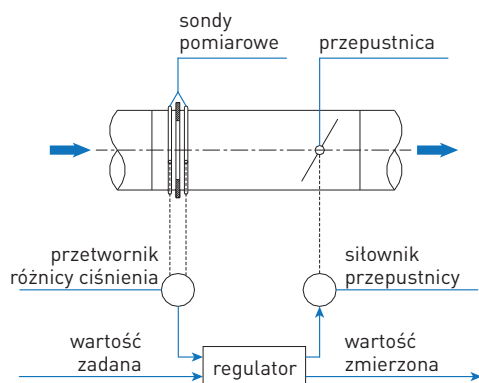 sondy
pomiarowe
przepustnica
przetwornik
różnicy ciśnienia
siłownik
przepustnicy
wartość
zadana
regulator
wartość
zmierzona